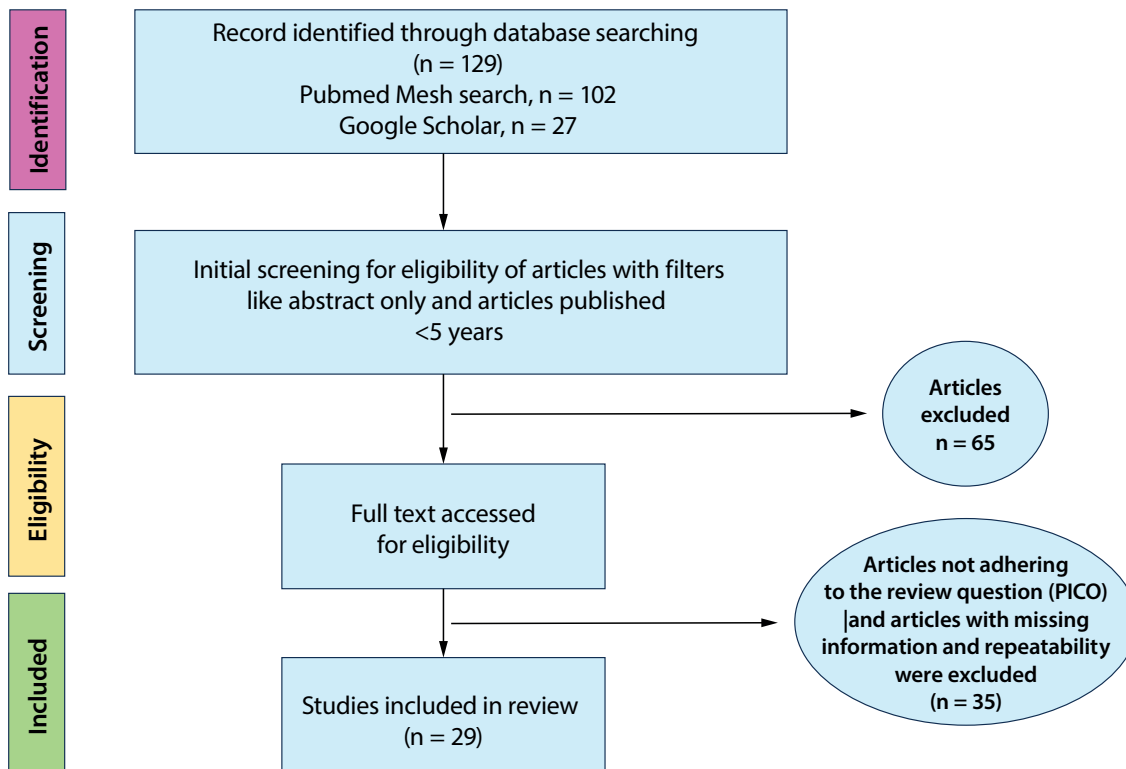 Identification
Record identified through database searching
(n = 129)
Pubmed Mesh search, n = 102
Google Scholar, n = 27
Screening
Initial screening for eligibility of articles with filters
like abstract only and articles published
<5 years
Articles
excluded
n = 65
Eligibility
Full text accessed
for eligibility
Articles not adhering
to the review question (PICO)
|and articles with missing
information and repeatability
were excluded
(n = 35)
Included
Studies included in review
(n = 29)